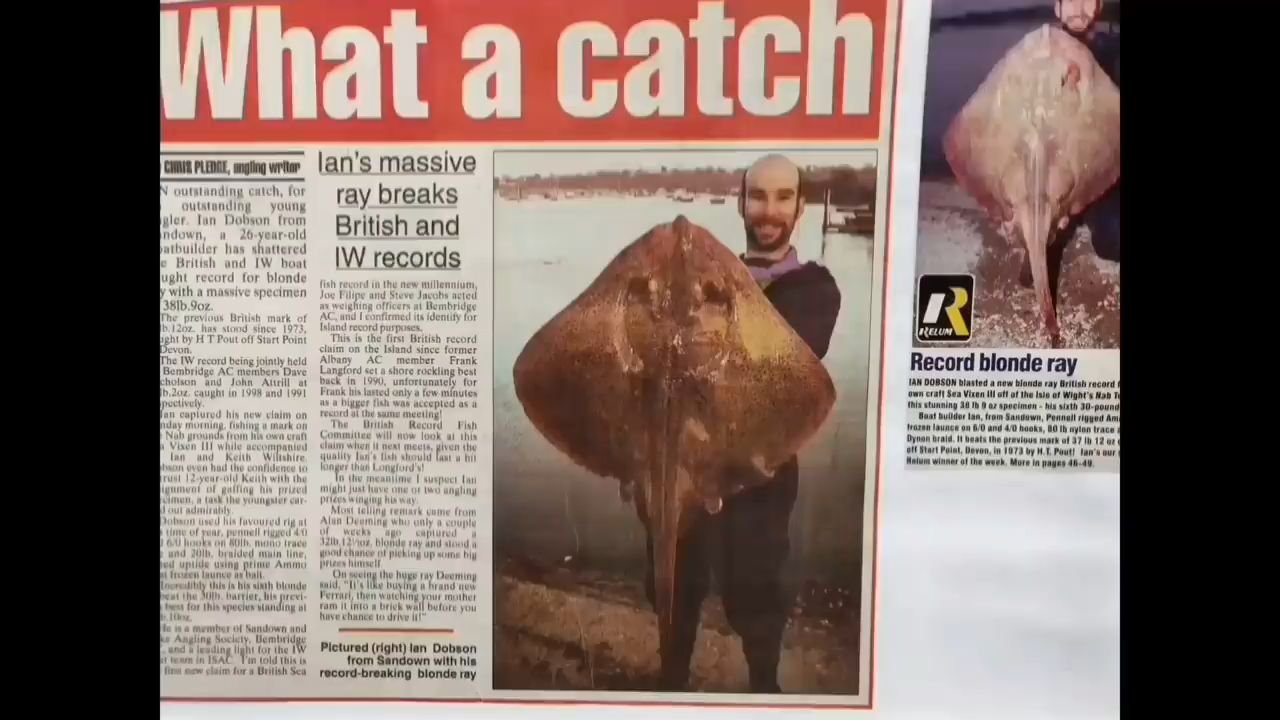 What a catch
CHRIS PLEDGE, angling writer
N outstanding catch, for
outstanding young
gler. Ian Dobson from
ndown, a 26-year-old
atbuilder has shattered
e British and IW boat
ught record for blonde
y with a massive specimen
38lb.9oz.
The previous British mark of
lb.12oz. has stood since 1973,
ght by H T Pout off Start Point
Devon.
The IW record being jointly held
Bembridge AC members Dave
cholson and John Attrill at
lb.2oz. caught in 1998 and 1991
pectively.
an captured his new claim on
nday morning, fishing a mark on
Nab grounds from his own craft
a Vixen III while accompanied
Ian and Keith Wiltshire.
bson even had the confidence to
trust 12-year-old Keith with the
ignment of gaffing his prized
cimen, a task the youngster car-
d out admirably.
Dobson used his favoured rig at
time of year, pennell rigged 4/0
6/0 hooks on 80lb. mono trace
and 20lb. braided main line,
ed uptide using prime Ammo
t frozen launce as bait.
Incredibly this is his sixth blonde
beat the 30lb. barrier, his previ-
best for this species standing at
b.10oz.
He is a member of Sandown and
ke Angling Society, Bembridge
, and a leading light for the IW
at team in ISAC. I'm told this is
first new claim for a British Sea
Ian's massive
ray breaks
British and
IW records
fish record in the new millennium,
Joe Filipe and Steve Jacobs acted
as weighing officers at Bembridge
AC, and I confirmed its identify for
Island record purposes.
This is the first British record
claim on the Island since former
Albany AC member Frank
Langford set a shore rockling best
back in 1990, unfortunately for
Frank his lasted only a few minutes
as a bigger fish was accepted as a
record at the same meeting!
The British Record Fish
Committee will now look at this
claim when it next meets, given the
quality Ian's fish should last a bit
longer than Longford's!
In the meantime I suspect Ian
might just have one or two angling
prizes winging his way.
Most telling remark came from
Alan Deeming who only a couple
of weeks ago captured a
32lb.12½oz. blonde ray and stood a
good chance of picking up some big
prizes himself.
On seeing the huge ray Deeming
said, "It's like buying a brand new
Ferrari, then watching your mother
ram it into a brick wall before you
have chance to drive it!"
Pictured (right) Ian Dobson
from Sandown with his
record-breaking blonde ray
R
RELUM
Record blonde ray
IAN DOBSON blasted a new blonde ray British record
own craft Sea Vixen III off of the Isle of Wight's Nab T
this stunning 38 lb 9 oz specimen - his sixth 30-pound
Boat builder Ian, from Sandown, Pennell rigged Am
frozen launce on 6/0 and 4/0 hooks, 80 lb nylon trace
Dynon braid. It beats the previous mark of 37 lb 12 oz
off Start Point, Devon, in 1973 by H.T. Pout! Ian's our
Relum winner of the week. More in pages 46-49.